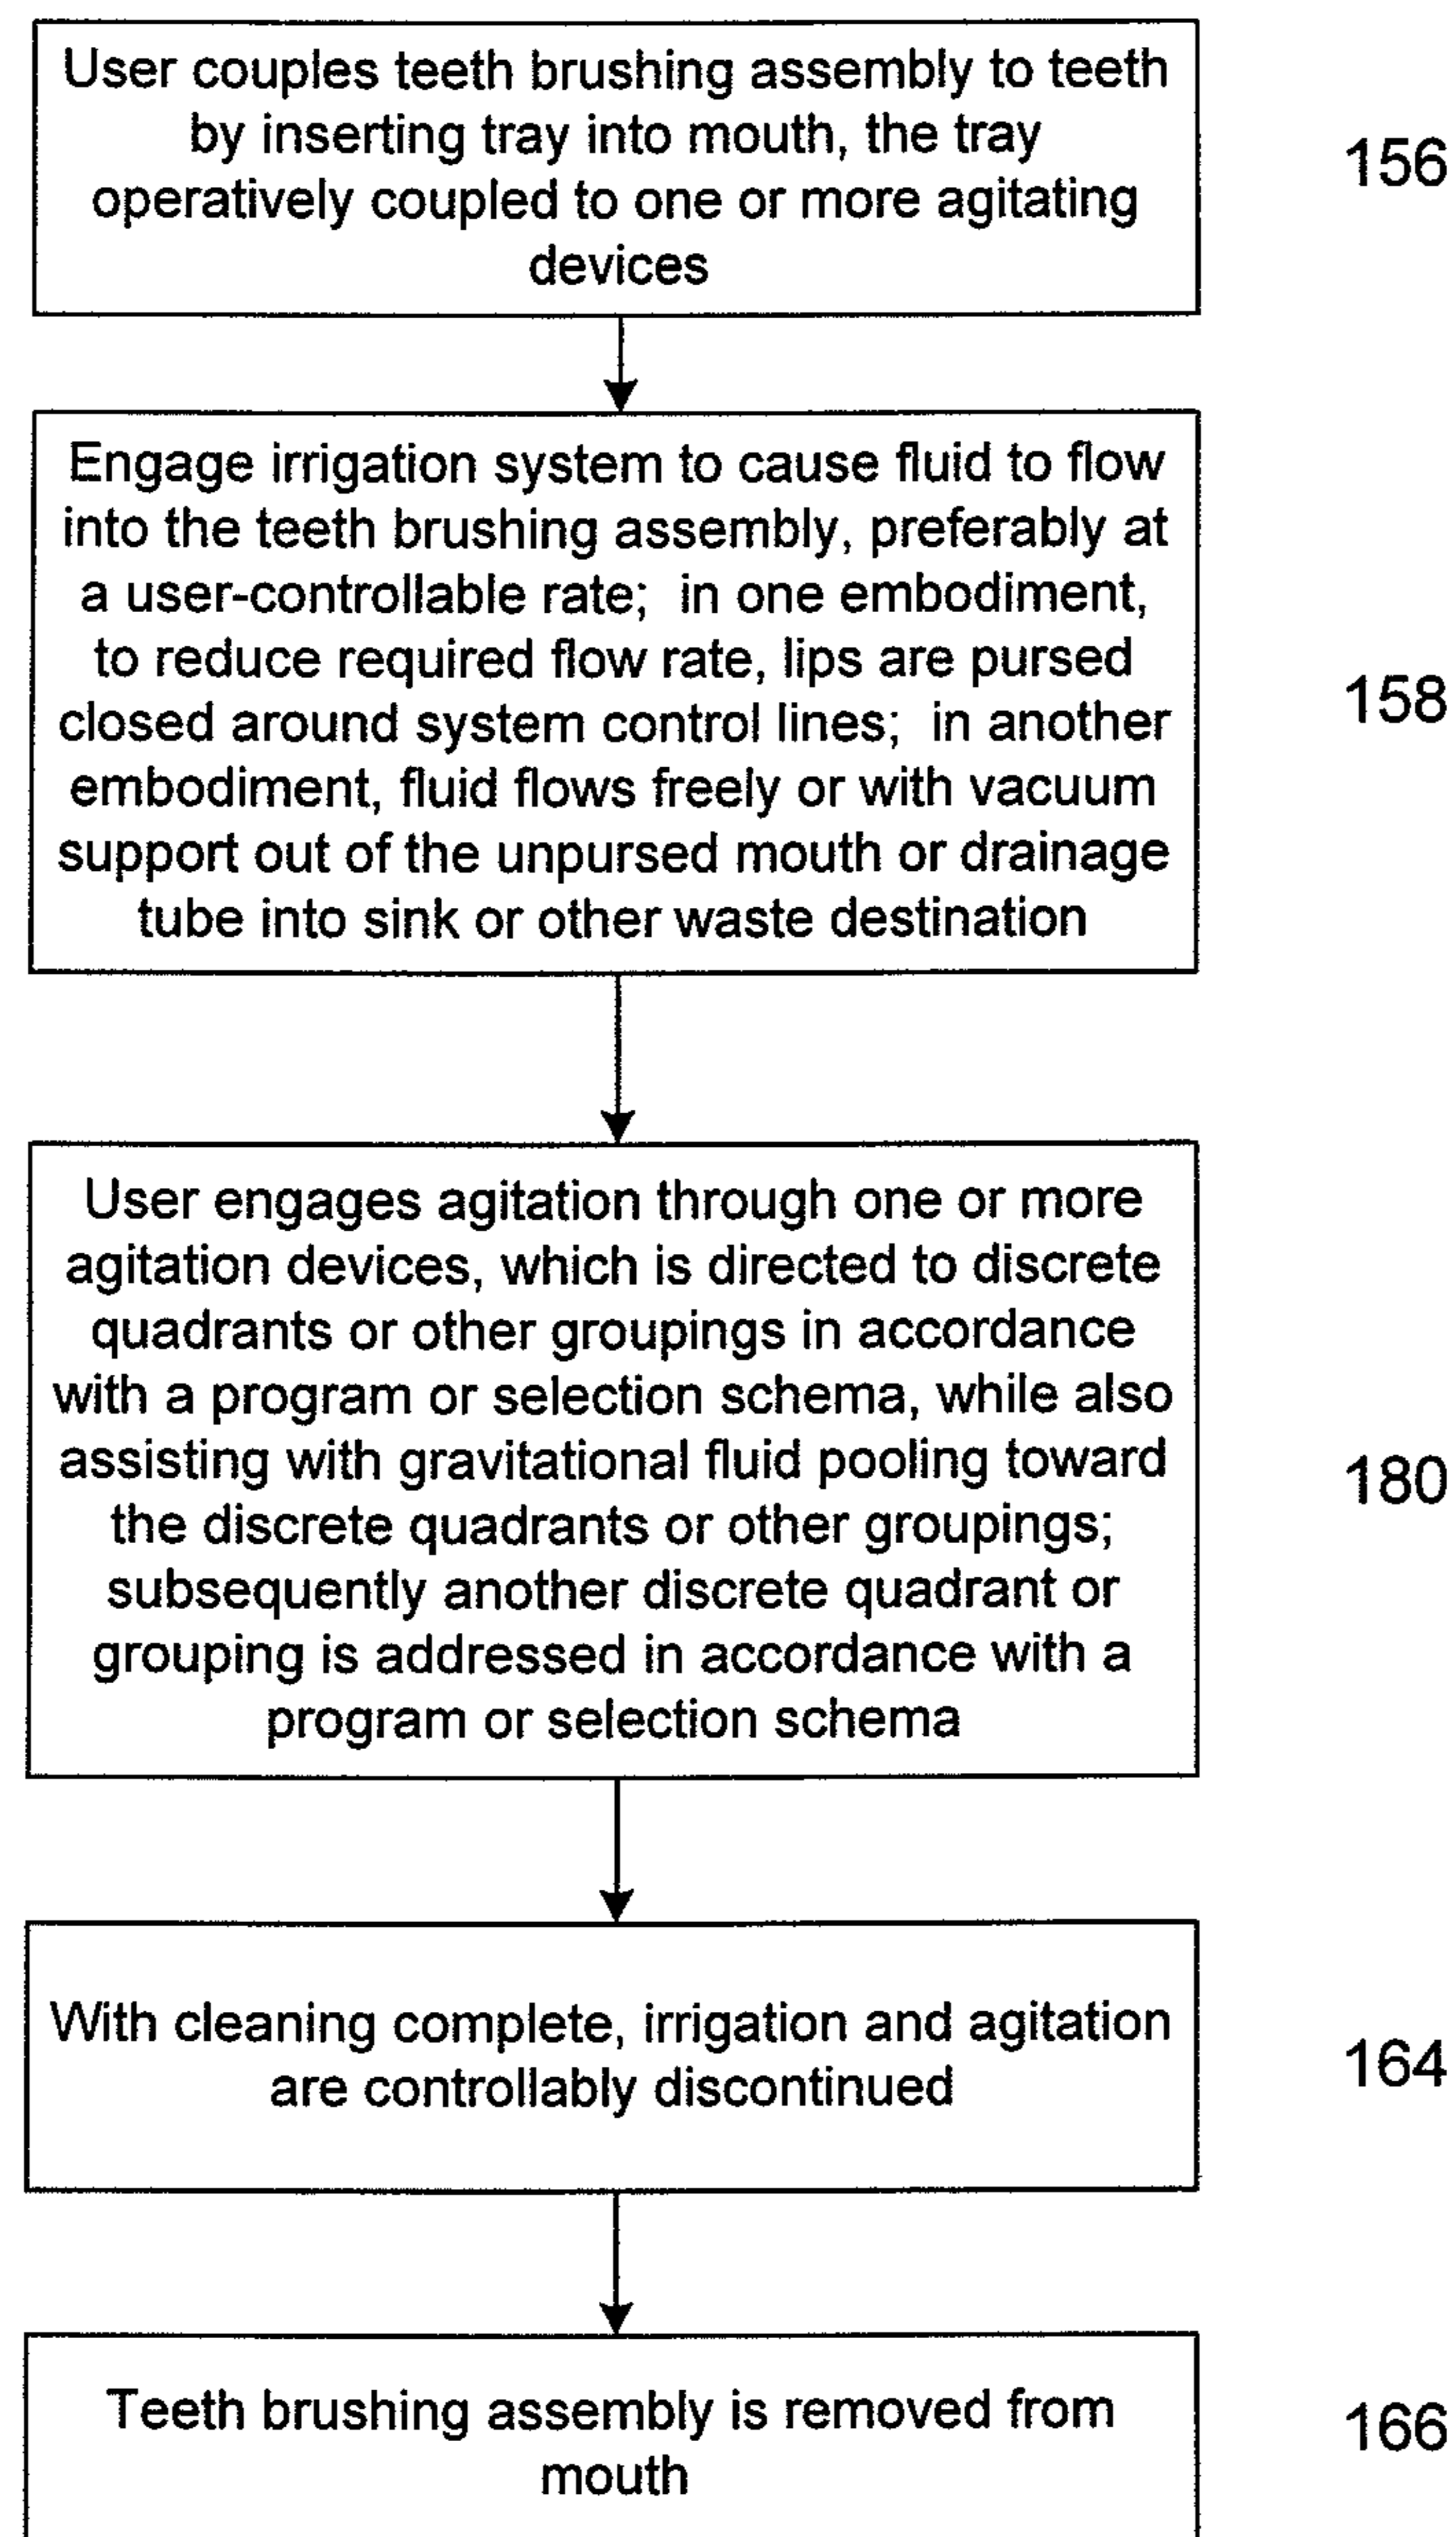 User couples teeth brushing assembly to teeth
by inserting tray into mouth, the tray
operatively coupled to one or more agitating
devices
156
Engage irrigation system to cause fluid to flow
into the teeth brushing assembly, preferably at
a user-controllable rate; in one embodiment,
to reduce required flow rate, lips are pursed
closed around system control lines; in another
embodiment, fluid flows freely or with vacuum
support out of the unpursed mouth or drainage
tube into sink or other waste destination
158
User engages agitation through one or more
agitation devices, which is directed to discrete
quadrants or other groupings in accordance
with a program or selection schema, while also
assisting with gravitational fluid pooling toward
the discrete quadrants or other groupings;
subsequently another discrete quadrant or
grouping is addressed in accordance with a
program or selection schema
180
With cleaning complete, irrigation and agitation
are controllably discontinued
164
Teeth brushing assembly is removed from
mouth
166